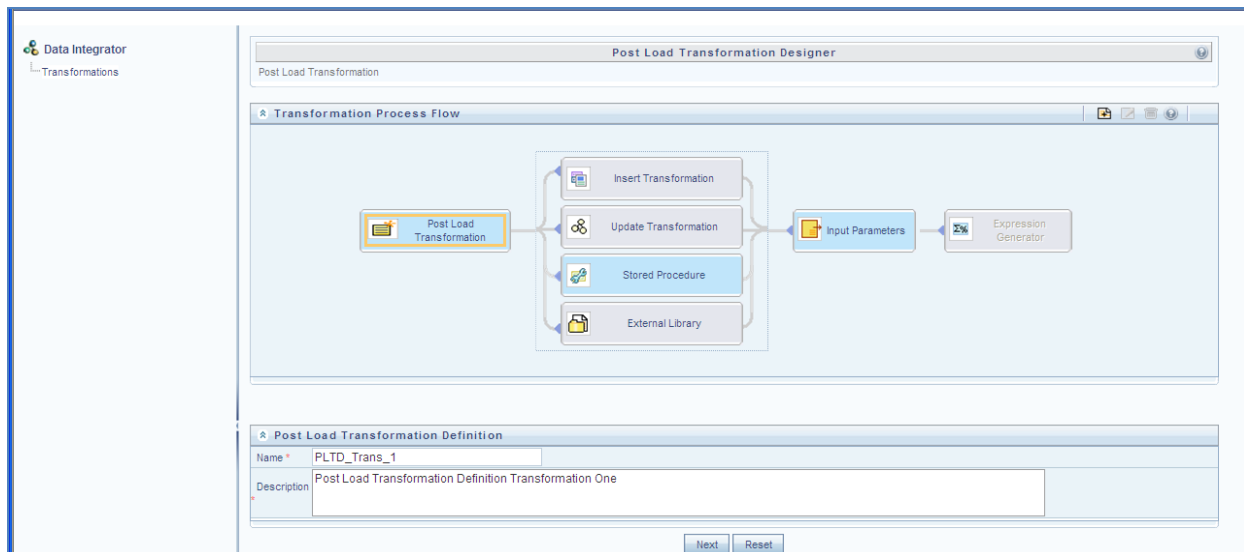 Data Integrator
Transformations
Post Load Transformation Designer
Post Load Transformation
Transformation Process Flow
Insert Transformation
Post Load
Transformation
Update Transformation
Input Parameters
Σ%
Expression
Generator
Stored Procedure
External Library
Post Load Transformation Definition
Name *
PLTD_Trans_1
Description
*
Post Load Transformation Definition Transformation One
Next
Reset